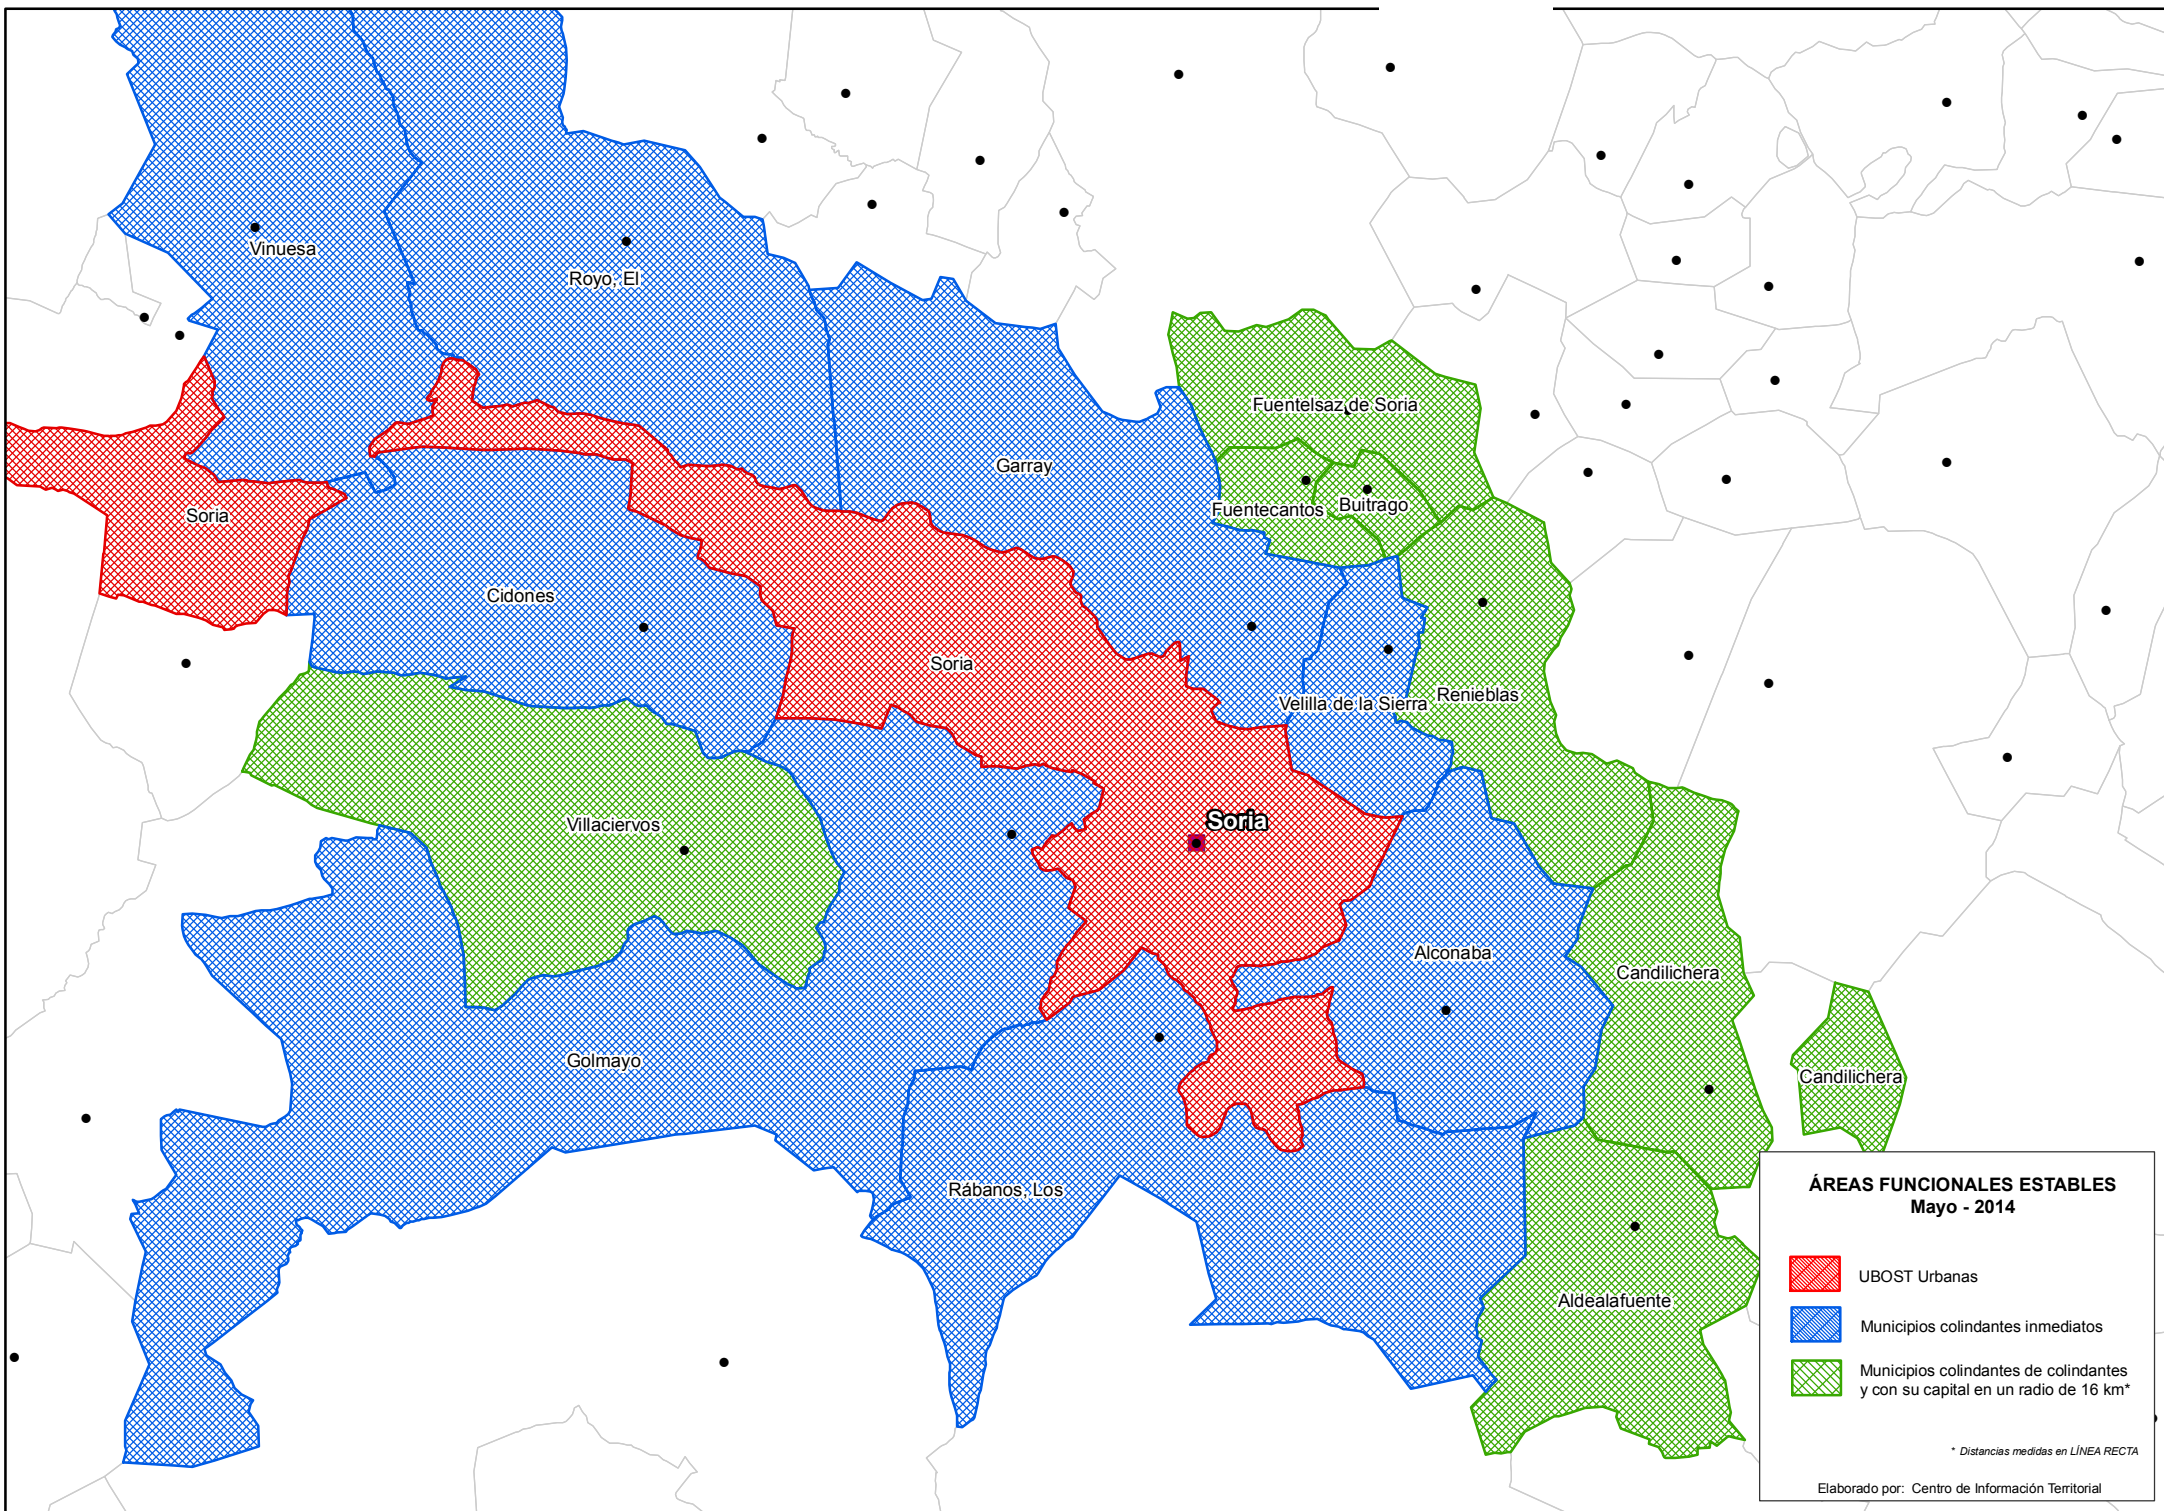 Vinuesa
Royo, El
Fuentelsaz de Soria
Garray
Fuentecantos
Buitrago
Soria
Cidones
Soria
Renieblas
Velilla de la Sierra
Soria
Villaciervos
Alconaba
Candilichera
Golmayo
Candilichera
Rábanos, Los
Aldealafuente
ÁREAS FUNCIONALES ESTABLES
Mayo - 2014
UBOST Urbanas
Municipios colindantes inmediatos
Municipios colindantes de colindantes
y con su capital en un radio de 16 km*
* Distancias medidas en LÍNEA RECTA
Elaborado por: Centro de Información Territorial